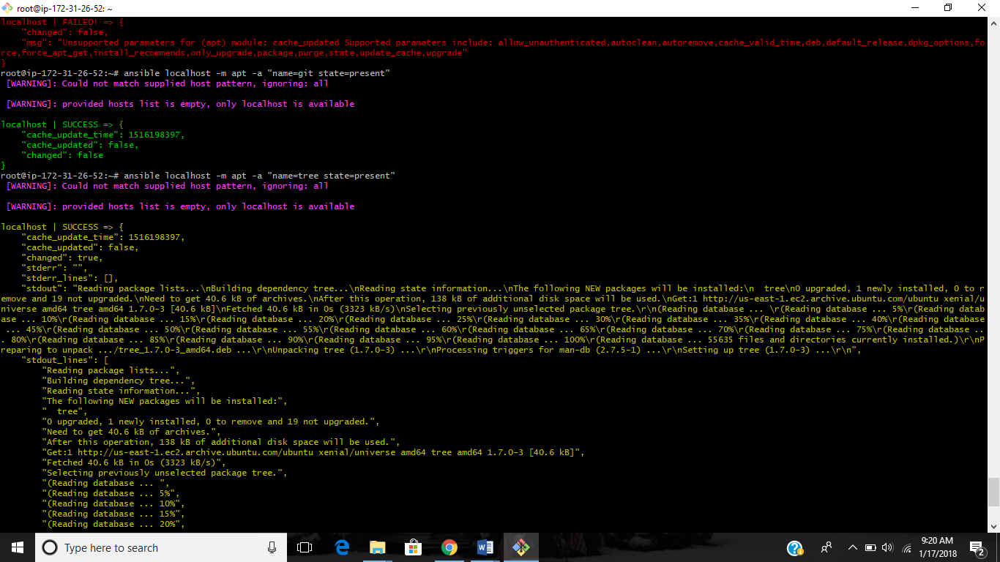 root@ip-172-31-26-52: ~
localhost | FAILED! => {
    "changed": false,
    "msg": "Unsupported parameters for (apt) module: cache_updated Supported parameters include: allow_unauthenticated,autoclean,autoremove,cache_valid_time,deb,default_release,dpkg_options,fo
rce,force_apt_get,install_recommends,only_upgrade,package,purge,state,update_cache,upgrade"
}
root@ip-172-31-26-52:~# ansible localhost -m apt -a "name=git state=present"
 [WARNING]: Could not match supplied host pattern, ignoring: all
 [WARNING]: provided hosts list is empty, only localhost is available
localhost | SUCCESS => {
    "cache_update_time": 1516198397,
    "cache_updated": false,
    "changed": false
}
root@ip-172-31-26-52:~# ansible localhost -m apt -a "name=tree state=present"
 [WARNING]: Could not match supplied host pattern, ignoring: all
 [WARNING]: provided hosts list is empty, only localhost is available
localhost | SUCCESS => {
    "cache_update_time": 1516198397,
    "cache_updated": false,
    "changed": true,
    "stderr": "",
    "stderr_lines": [],
    "stdout": "Reading package lists...\nBuilding dependency tree...\nReading state information...\nThe following NEW packages will be installed:\n  tree\n0 upgraded, 1 newly installed, 0 to r
emove and 19 not upgraded.\nNeed to get 40.6 kB of archives.\nAfter this operation, 138 kB of additional disk space will be used.\nGet:1 http://us-east-1.ec2.archive.ubuntu.com/ubuntu xenial/u
niverse amd64 tree amd64 1.7.0-3 [40.6 kB]\nFetched 40.6 kB in 0s (3323 kB/s)\nSelecting previously unselected package tree.\r\n(Reading database ... \r(Reading database ... 5%\r(Reading datab
ase ... 10%\r(Reading database ... 15%\r(Reading database ... 20%\r(Reading database ... 25%\r(Reading database ... 30%\r(Reading database ... 35%\r(Reading database ... 40%\r(Reading database
 ... 45%\r(Reading database ... 50%\r(Reading database ... 55%\r(Reading database ... 60%\r(Reading database ... 65%\r(Reading database ... 70%\r(Reading database ... 75%\r(Reading database ..
. 80%\r(Reading database ... 85%\r(Reading database ... 90%\r(Reading database ... 95%\r(Reading database ... 100%\r(Reading database ... 55635 files and directories currently installed.)\r\nP
reparing to unpack .../tree_1.7.0-3_amd64.deb ...\r\nUnpacking tree (1.7.0-3) ...\r\nProcessing triggers for man-db (2.7.5-1) ...\r\nSetting up tree (1.7.0-3) ...\r\n",
    "stdout_lines": [
        "Reading package lists...",
        "Building dependency tree...",
        "Reading state information...",
        "The following NEW packages will be installed:",
        "  tree",
        "0 upgraded, 1 newly installed, 0 to remove and 19 not upgraded.",
        "Need to get 40.6 kB of archives.",
        "After this operation, 138 kB of additional disk space will be used.",
        "Get:1 http://us-east-1.ec2.archive.ubuntu.com/ubuntu xenial/universe amd64 tree amd64 1.7.0-3 [40.6 kB]",
        "Fetched 40.6 kB in 0s (3323 kB/s)",
        "Selecting previously unselected package tree.",
        "(Reading database ... ",
        "(Reading database ... 5%",
        "(Reading database ... 10%",
        "(Reading database ... 15%",
        "(Reading database ... 20%",
Type here to search
9:20 AM
1/17/2018
2